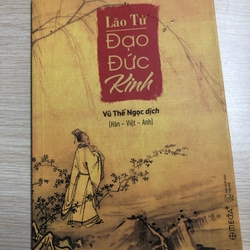 Lão Tử
Đạo
Đức
Kinh
Vũ Thế Ngọc dịch
(Hán - Việt - Anh)